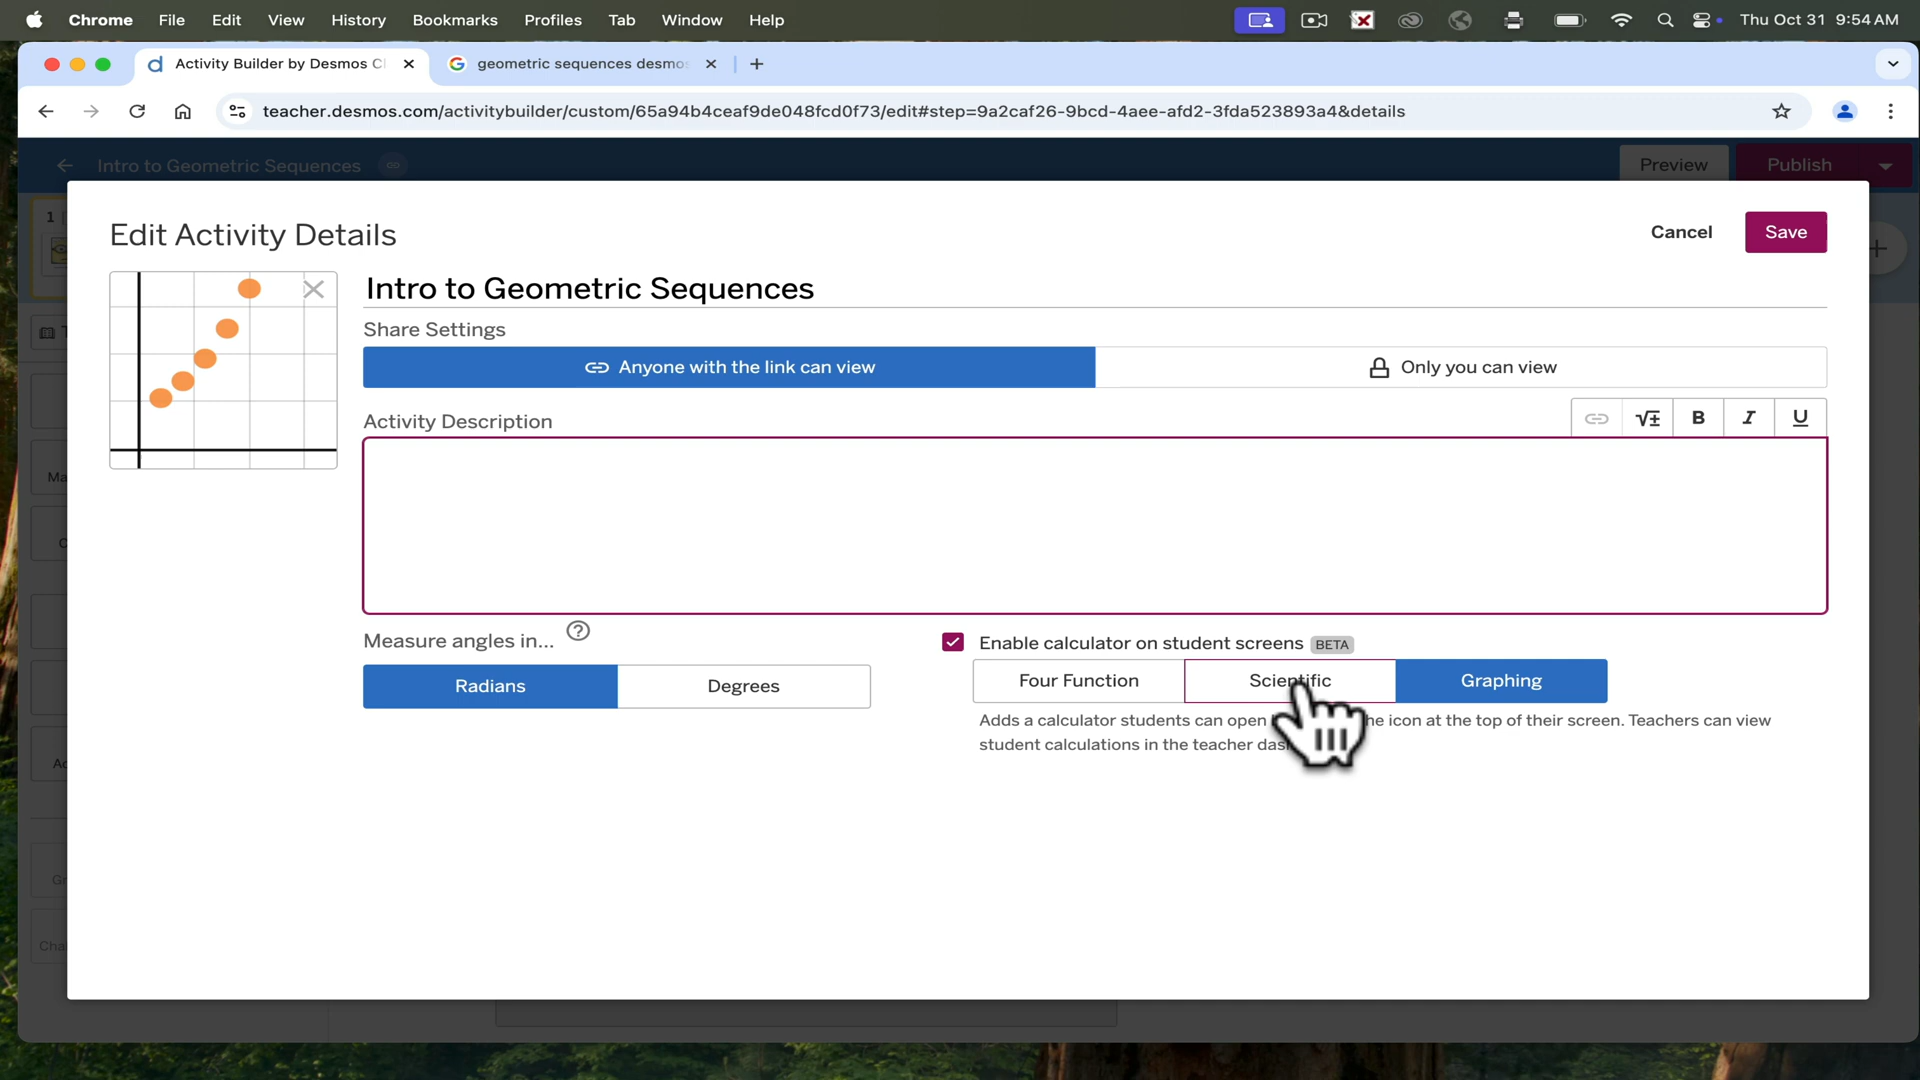 Chrome File Edit View History Bookmarks Profiles Tab Window Help Thu Oct 31 9:54 AM
Activity Builder by Desmos Cl geometric sequences desmos
teacher.desmos.com/activitybuilder/custom/65a94b4ceaf9de048fcd0f73/edit#step=9a2caf26-9bcd-4aee-afd2-3fda523893a4&details
Intro to Geometric Sequences Preview Publish
1
Edit Activity Details Cancel Save
Intro to Geometric Sequences
Share Settings
Anyone with the link can view Only you can view
Activity Description B I U
Measure angles in... ? Enable calculator on student screens BETA
Radians Degrees Four Function Scientific Graphing
Adds a calculator students can open he icon at the top of their screen. Teachers can view
student calculations in the teacher das